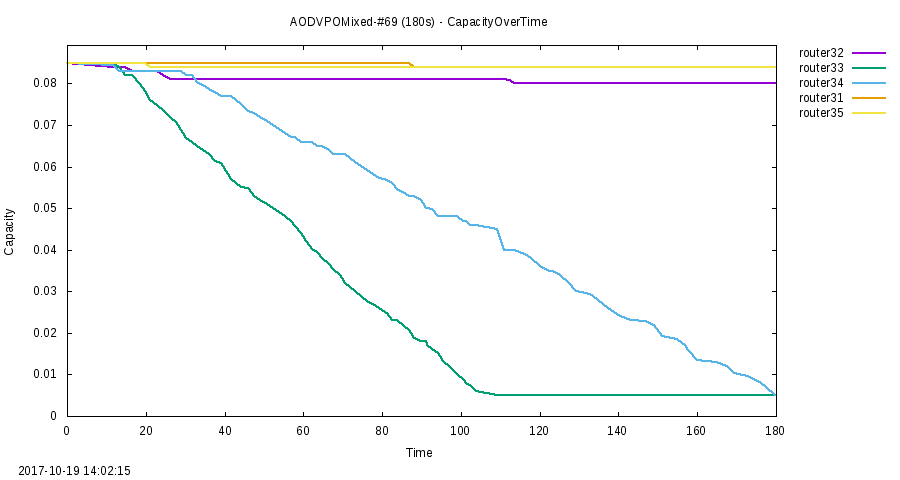 AODVPOMixed-#69 (180s) - CapacityOverTime
router32
router33
router34
router31
router35
0.08
0.07
0.06
0.05
0.04
0.03
0.02
0.01
0
Capacity
0 20 40 60 80 100 120 140 160 180
Time
2017-10-19 14:02:15